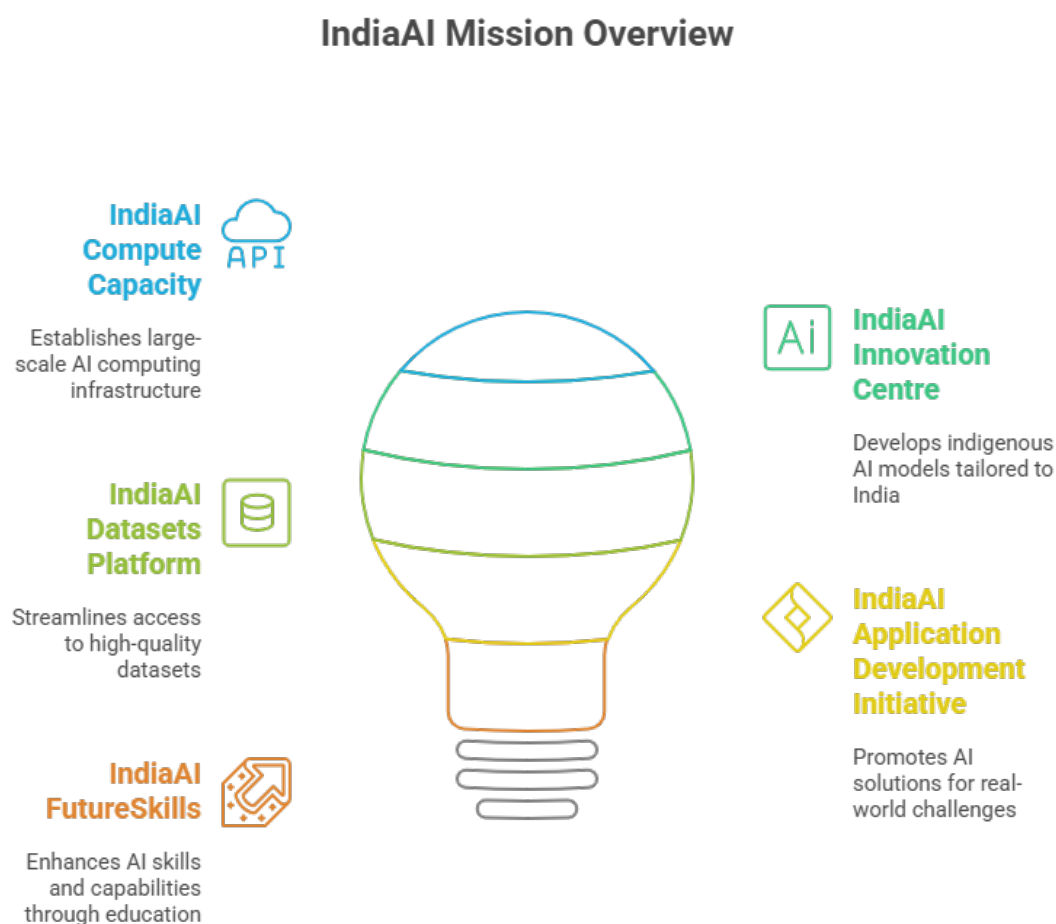 IndiaAI Mission Overview
IndiaAI
Compute
Capacity
API
Establishes large-
scale AI computing
infrastructure
Ai
IndiaAI
Innovation
Centre
Develops indigenous
AI models tailored to
India
IndiaAI
Datasets
Platform
Streamlines access
to high-quality
datasets
IndiaAI
Application
Development
Initiative
Promotes AI
solutions for real-
world challenges
IndiaAI
FutureSkills
Enhances AI skills
and capabilities
through education